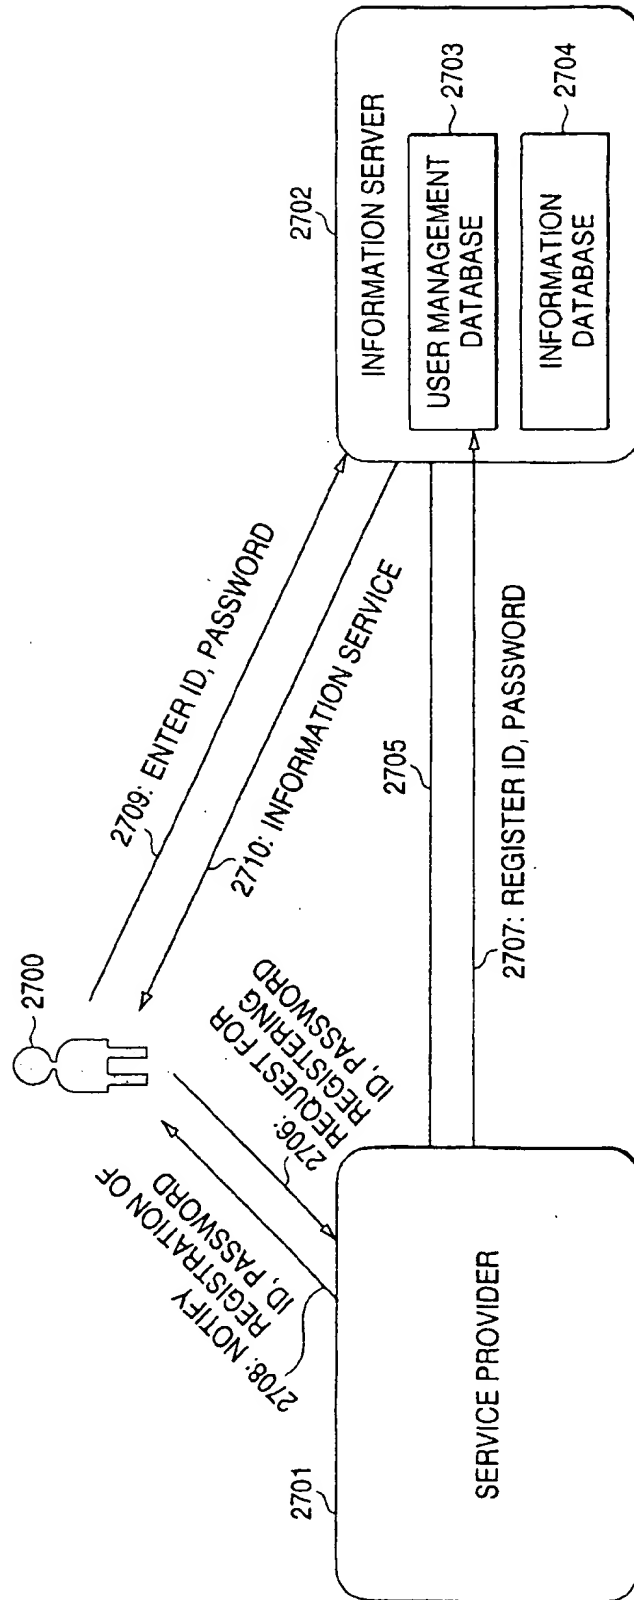 2700
2709: ENTER ID, PASSWORD
2710: INFORMATION SERVICE
2706:
REQUEST FOR
REGISTERING
ID, PASSWORD
2708: NOTIFY
REGISTRATION OF
ID, PASSWORD
2701
SERVICE PROVIDER
2705
2707: REGISTER ID, PASSWORD
2702
INFORMATION SERVER
USER MANAGEMENT
DATABASE
2703
INFORMATION
DATABASE
2704